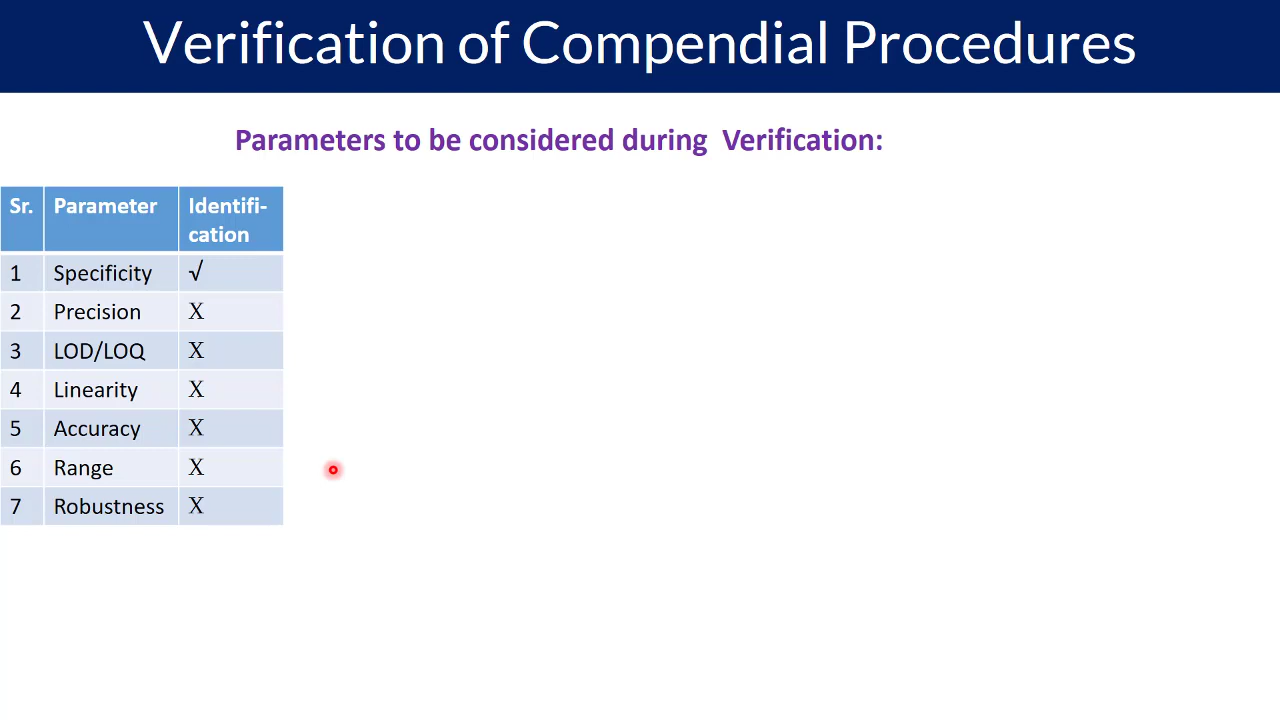 Verification of Compendial Procedures
Parameters to be considered during Verification:
Sr. Parameter Identifi-
cation
1 Specificity √
2 Precision X
3 LOD/LOQ X
4 Linearity X
5 Accuracy X
6 Range X
7 Robustness X